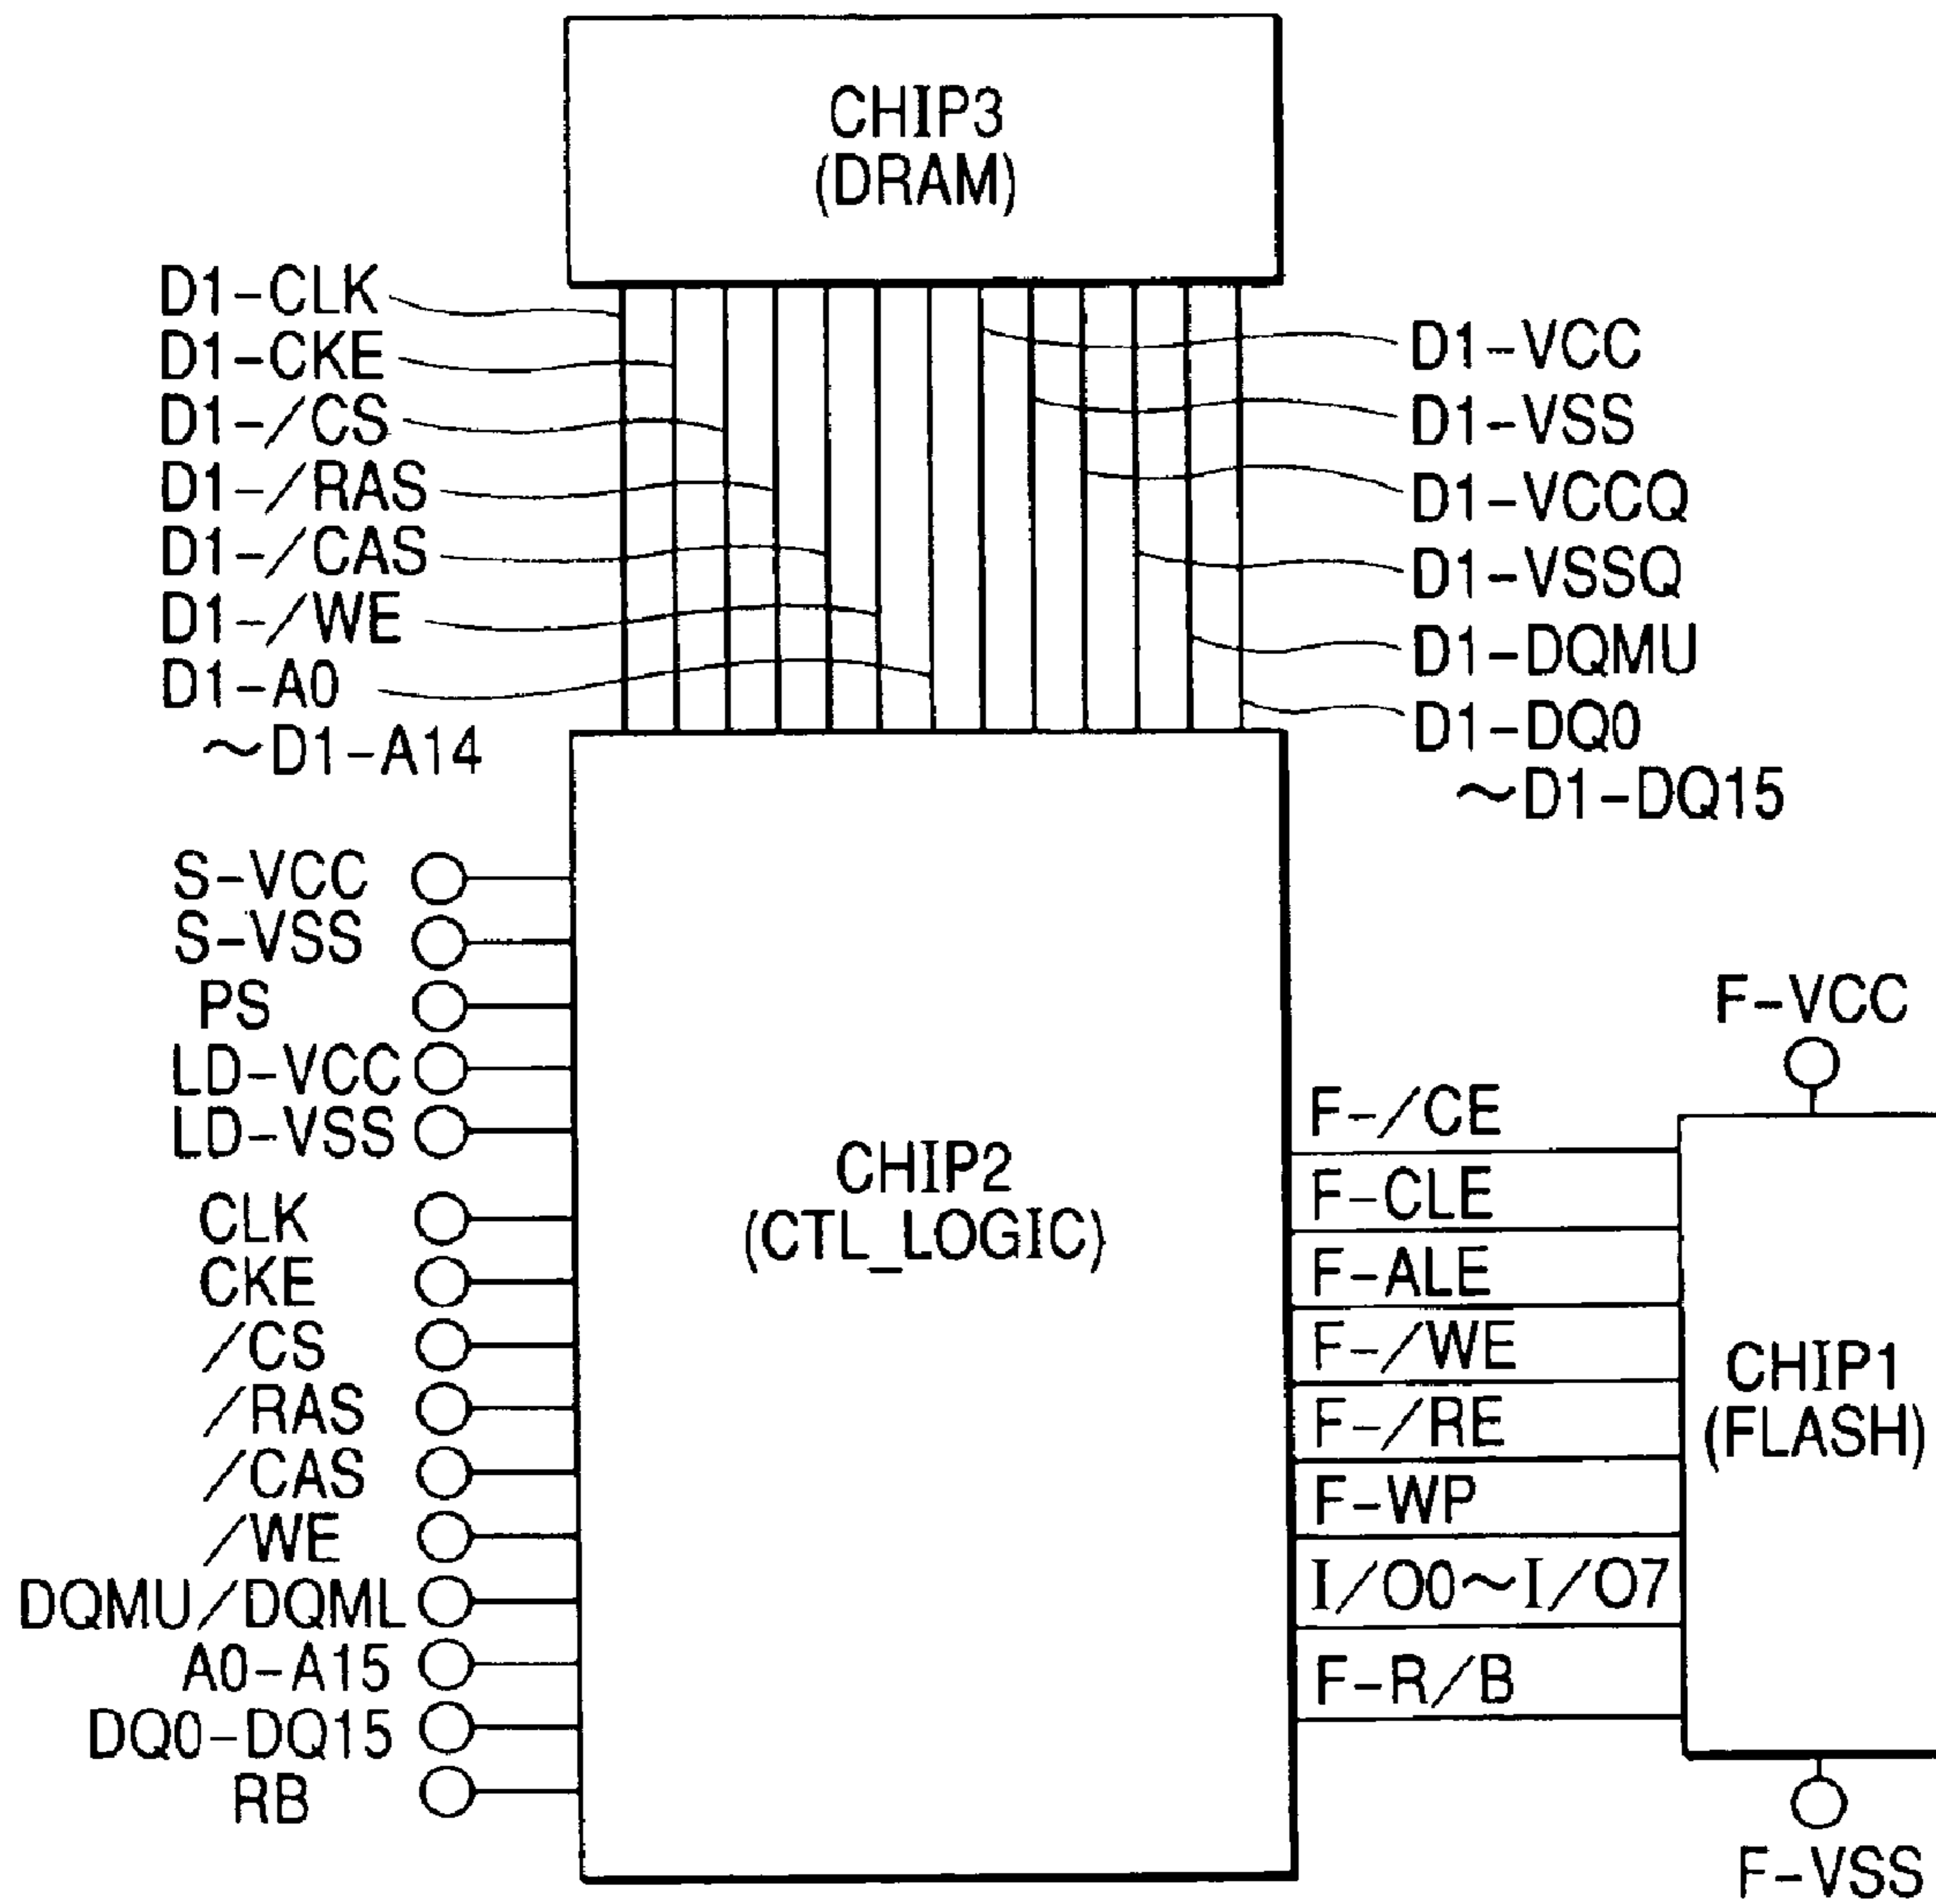 CHIP3
(DRAM)
D1-CLK
D1-CKE
D1-/CS
D1-/RAS
D1-/CAS
D1-/WE
D1-A0
~D1-A14
D1-VCC
D1-VSS
D1-VCCQ
D1-VSSQ
D1-DQMU
D1-DQ0
~D1-DQ15
S-VCC
S-VSS
PS
LD-VCC
LD-VSS
CLK
CKE
/CS
/RAS
/CAS
/WE
DQMU/DQML
A0-A15
DQ0-DQ15
RB
CHIP2
(CTL_LOGIC)
F-/CE
F-CLE
F-ALE
F-/WE
F-/RE
F-WP
I/O0~I/O7
F-R/B
F-VCC
CHIP1
(FLASH)
F-VSS